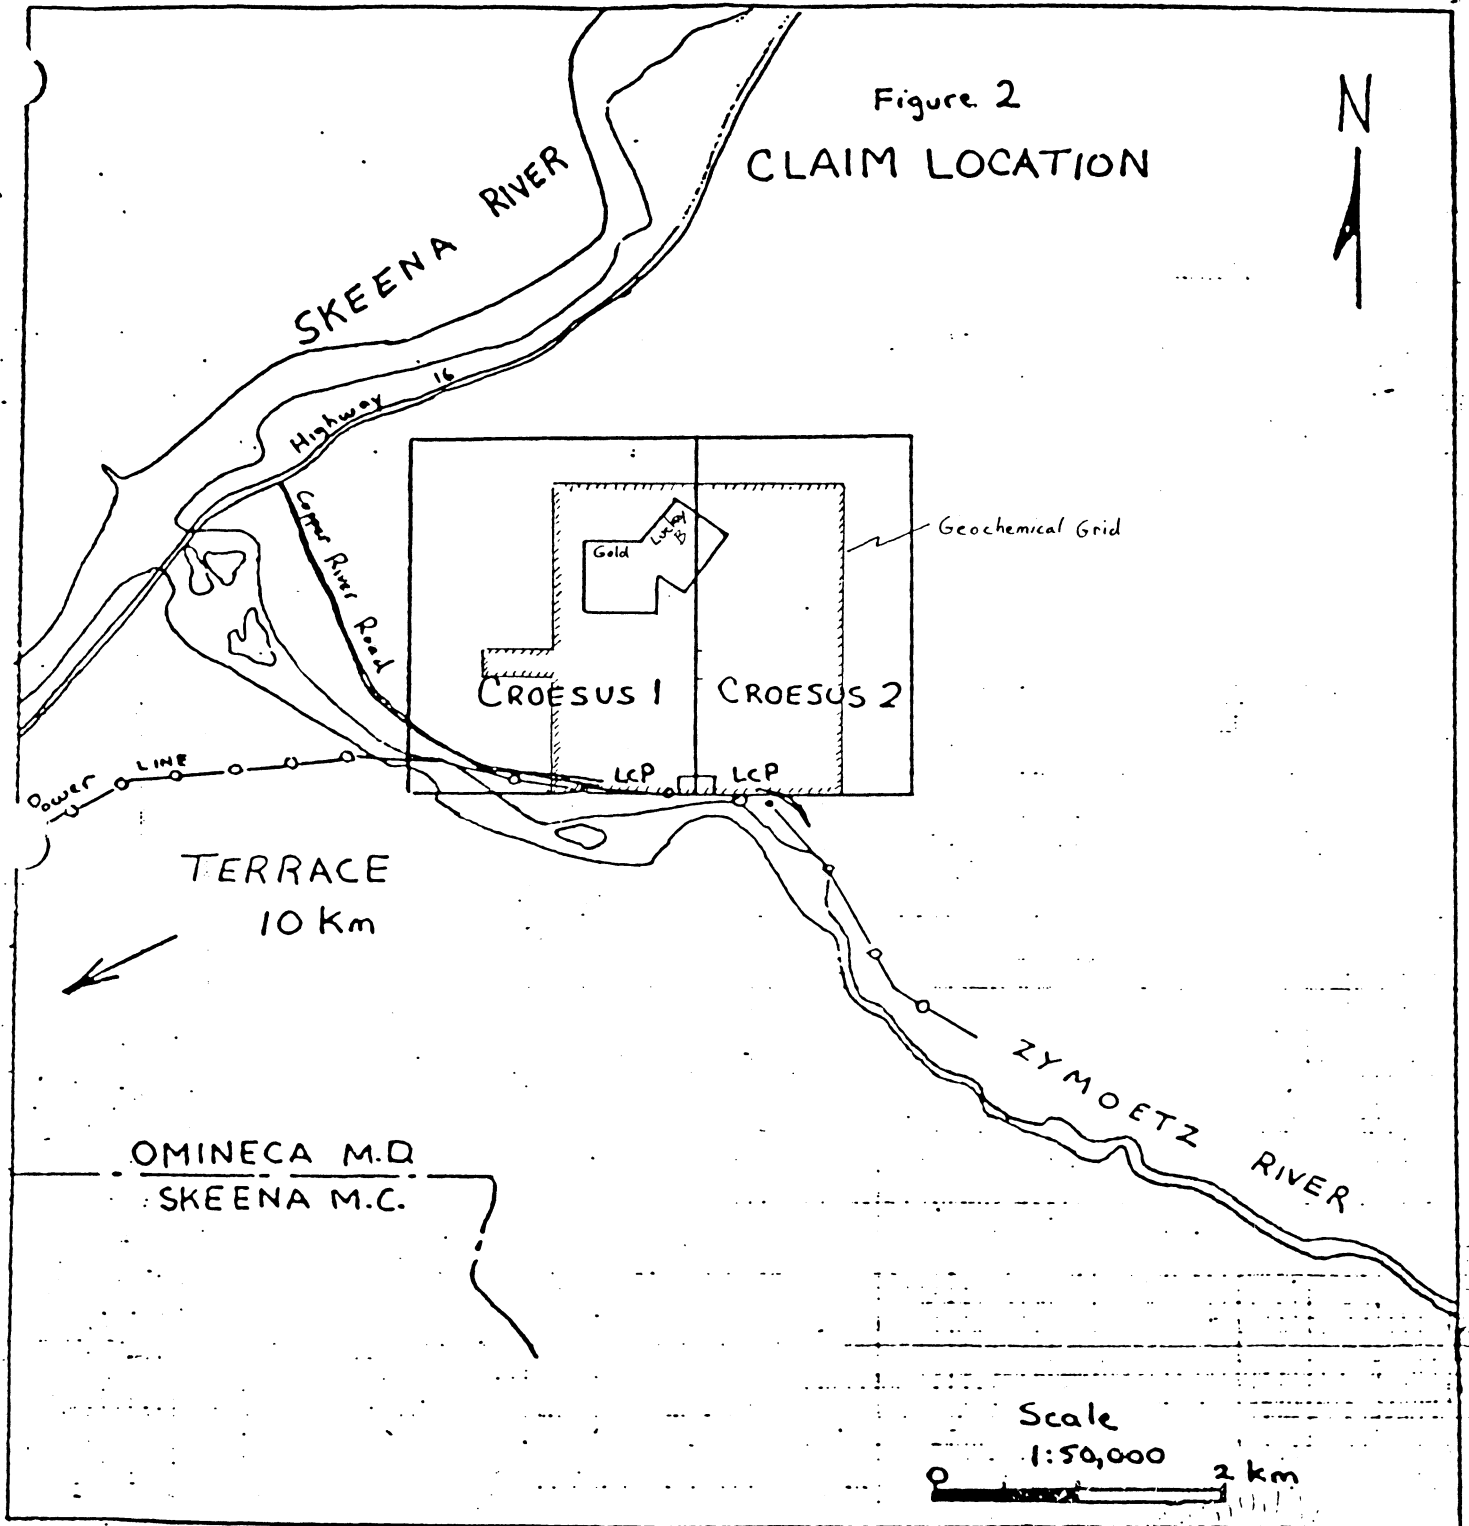 Figure 2
CLAIM LOCATION
N
SKEENA RIVER
Highway 16
Copper River Road
Geochemical Grid
Gold
Lucky B
CROESUS 1
CROESUS 2
LCP
LCP
Power LINE
TERRACE
10 Km
ZYMOETZ RIVER
OMINECA M.D.
SKEENA M.C.
Scale
1:50,000
0
2 km